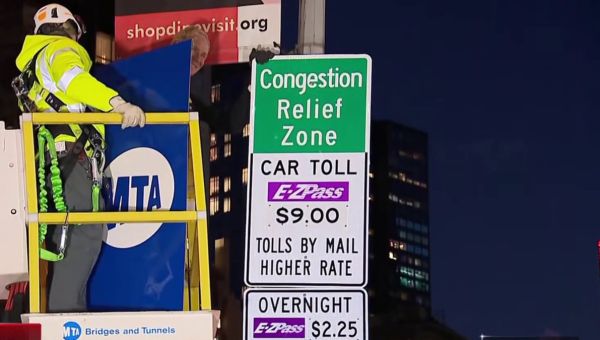 shopdinevisit.org
MTA
Congestion
Relief
Zone
CAR TOLL
E-ZPass
$9.00
TOLLS BY MAIL
HIGHER RATE
OVERNIGHT
E-ZPass $2.25
MTA Bridges and Tunnels